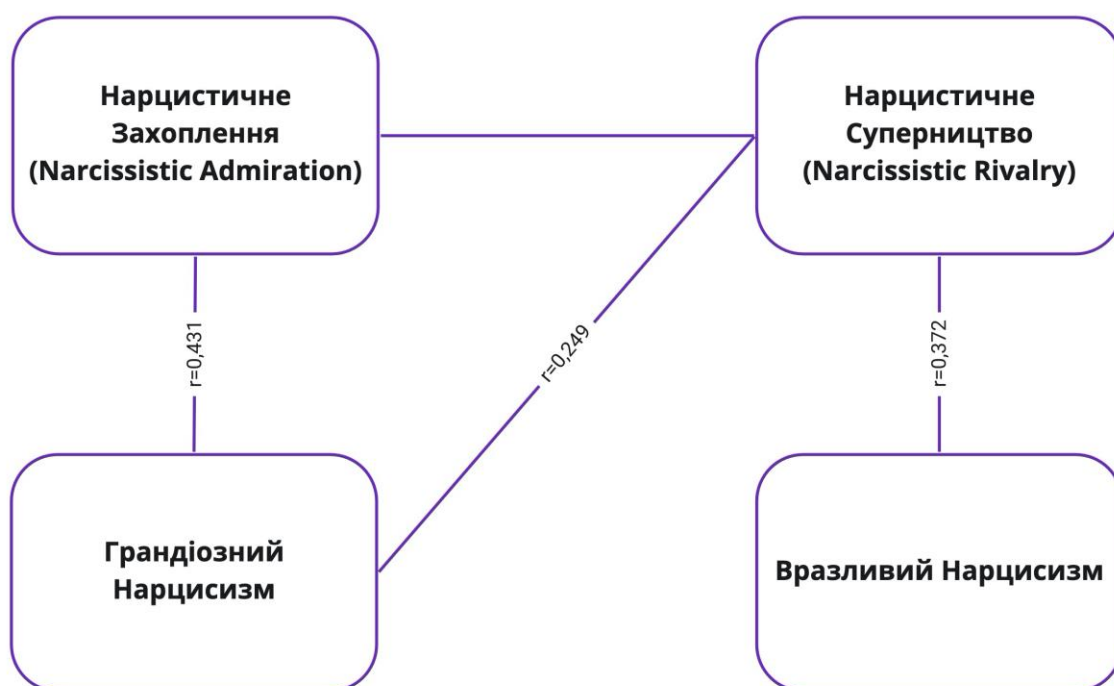 Нарцистичне
Захоплення
(Narcissistic Admiration)
Нарцистичне
Суперництво
(Narcissistic Rivalry)
r=0,431
r=0,249
r=0,372
Грандіозний
Нарцисизм
Вразливий Нарцисизм